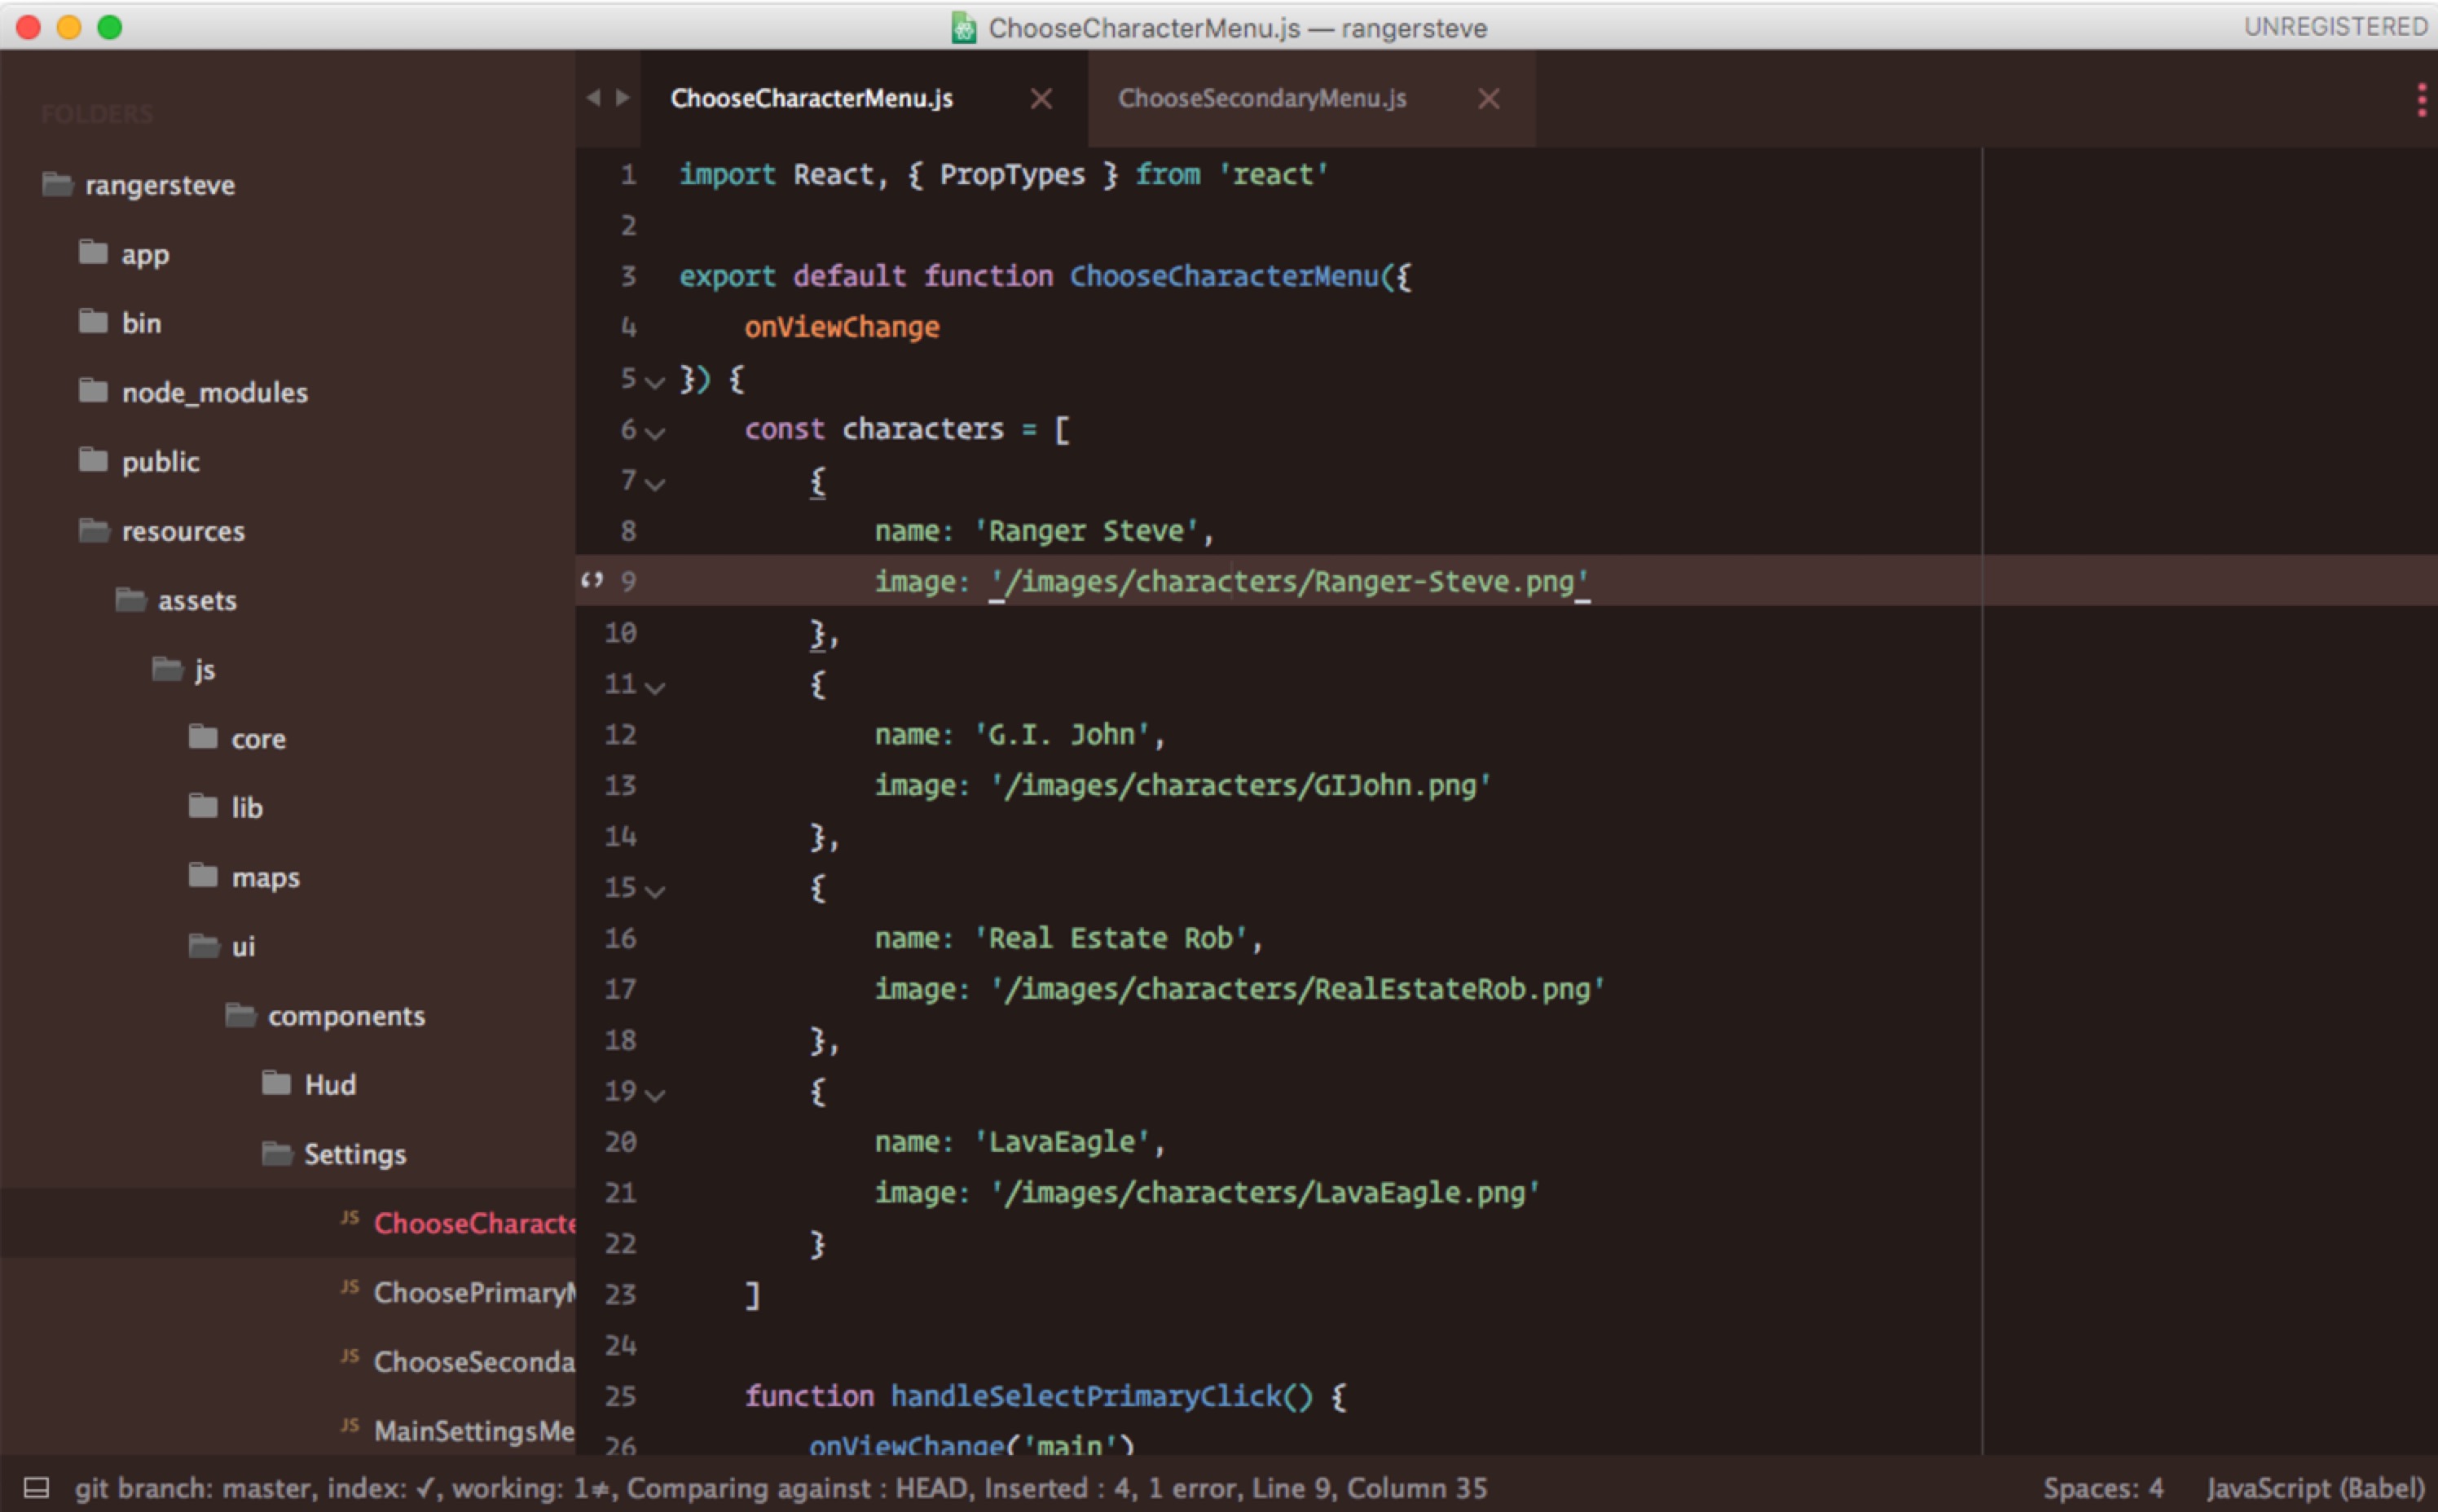 ChooseCharacterMenu.js — rangersteve
UNREGISTERED
FOLDERS
rangersteve
app
bin
node_modules
public
resources
assets
js
core
lib
maps
ui
components
Hud
Settings
JS ChooseCharacte
JS ChoosePrimaryM
JS ChooseSeconda
JS MainSettingsMe
ChooseCharacterMenu.js
ChooseSecondaryMenu.js
1 import React, { PropTypes } from 'react'
2
3 export default function ChooseCharacterMenu({
4     onViewChange
5 }) {
6     const characters = [
7         {
8             name: 'Ranger Steve',
9             image: '/images/characters/Ranger-Steve.png'
10         },
11         {
12             name: 'G.I. John',
13             image: '/images/characters/GIJohn.png'
14         },
15         {
16             name: 'Real Estate Rob',
17             image: '/images/characters/RealEstateRob.png'
18         },
19         {
20             name: 'LavaEagle',
21             image: '/images/characters/LavaEagle.png'
22         }
23     ]
24
25     function handleSelectPrimaryClick() {
26         onViewChange('main')
git branch: master, index: ✓, working: 1≠, Comparing against : HEAD, Inserted : 4, 1 error, Line 9, Column 35
Spaces: 4
JavaScript (Babel)